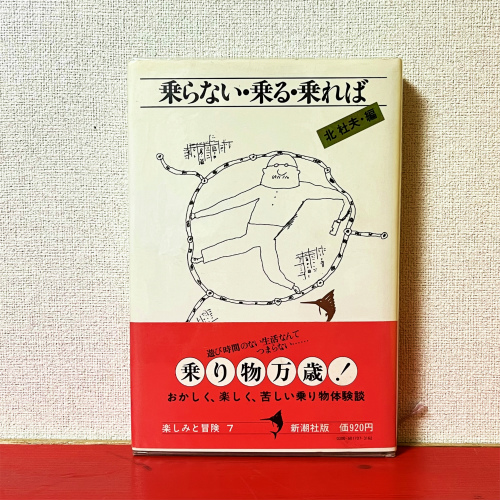 乗らない・乗る・乗れば
北杜夫・編
遊び時間のない生活なんて
つまらない……
乗り物万歳!
おかしく、楽しく、苦しい乗り物体験談
楽しみと冒険 7
新潮社版 価920円